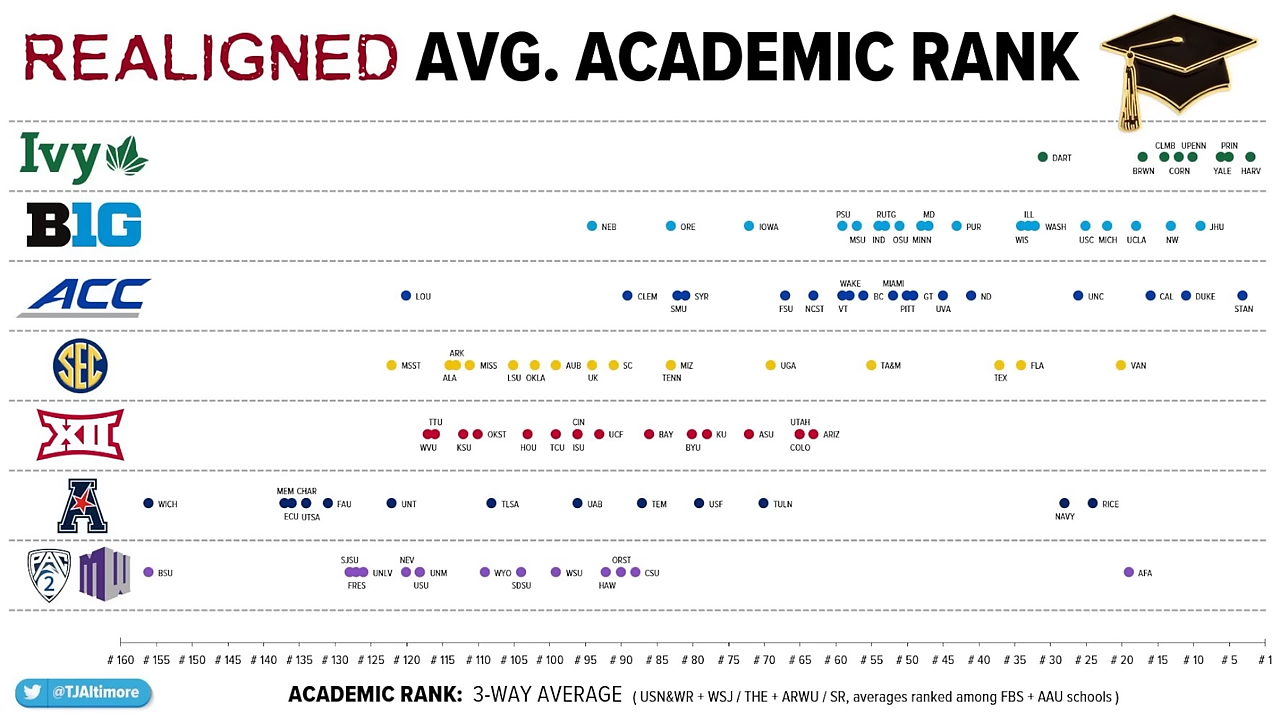 REALIGNED AVG. ACADEMIC RANK
Ivy
CLMB UPENN PRIN
DART
BRWN CORN YALE HARV
B1G
PSU RUTG MD ILL
NEB ORE IOWA PUR WASH JHU
MSU IND OSU MINN WIS USC MICH UCLA NW
ACC
WAKE MIAMI
LOU CLEM SYR BC GT ND UNC CAL DUKE
SMU FSU NCST VT PITT UVA STAN
SEC
ARK
MSST MISS AUB SC MIZ UGA TA&M FLA VAN
ALA LSU OKLA UK TENN TEX
XII
TTU CIN UTAH
OKST UCF BAY KU ASU ARIZ
WVU KSU HOU TCU ISU BYU COLO
A
MEM CHAR
WICH FAU UNT TLSA UAB TEM USF TULN RICE
ECU UTSA NAVY
PAC 2 MW
SJSU NEV ORST
BSU UNLV UNM WYO WSU CSU AFA
FRES USU SDSU HAW
# 160 # 155 # 150 # 145 # 140 # 135 # 130 # 125 # 120 # 115 # 110 # 105 # 100 # 95 # 90 # 85 # 80 # 75 # 70 # 65 # 60 # 55 # 50 # 45 # 40 # 35 # 30 # 25 # 20 # 15 # 10 # 5 # 1
@TJAltimore
ACADEMIC RANK: 3-WAY AVERAGE ( USN&WR + WSJ / THE + ARWU / SR, averages ranked among FBS + AAU schools )